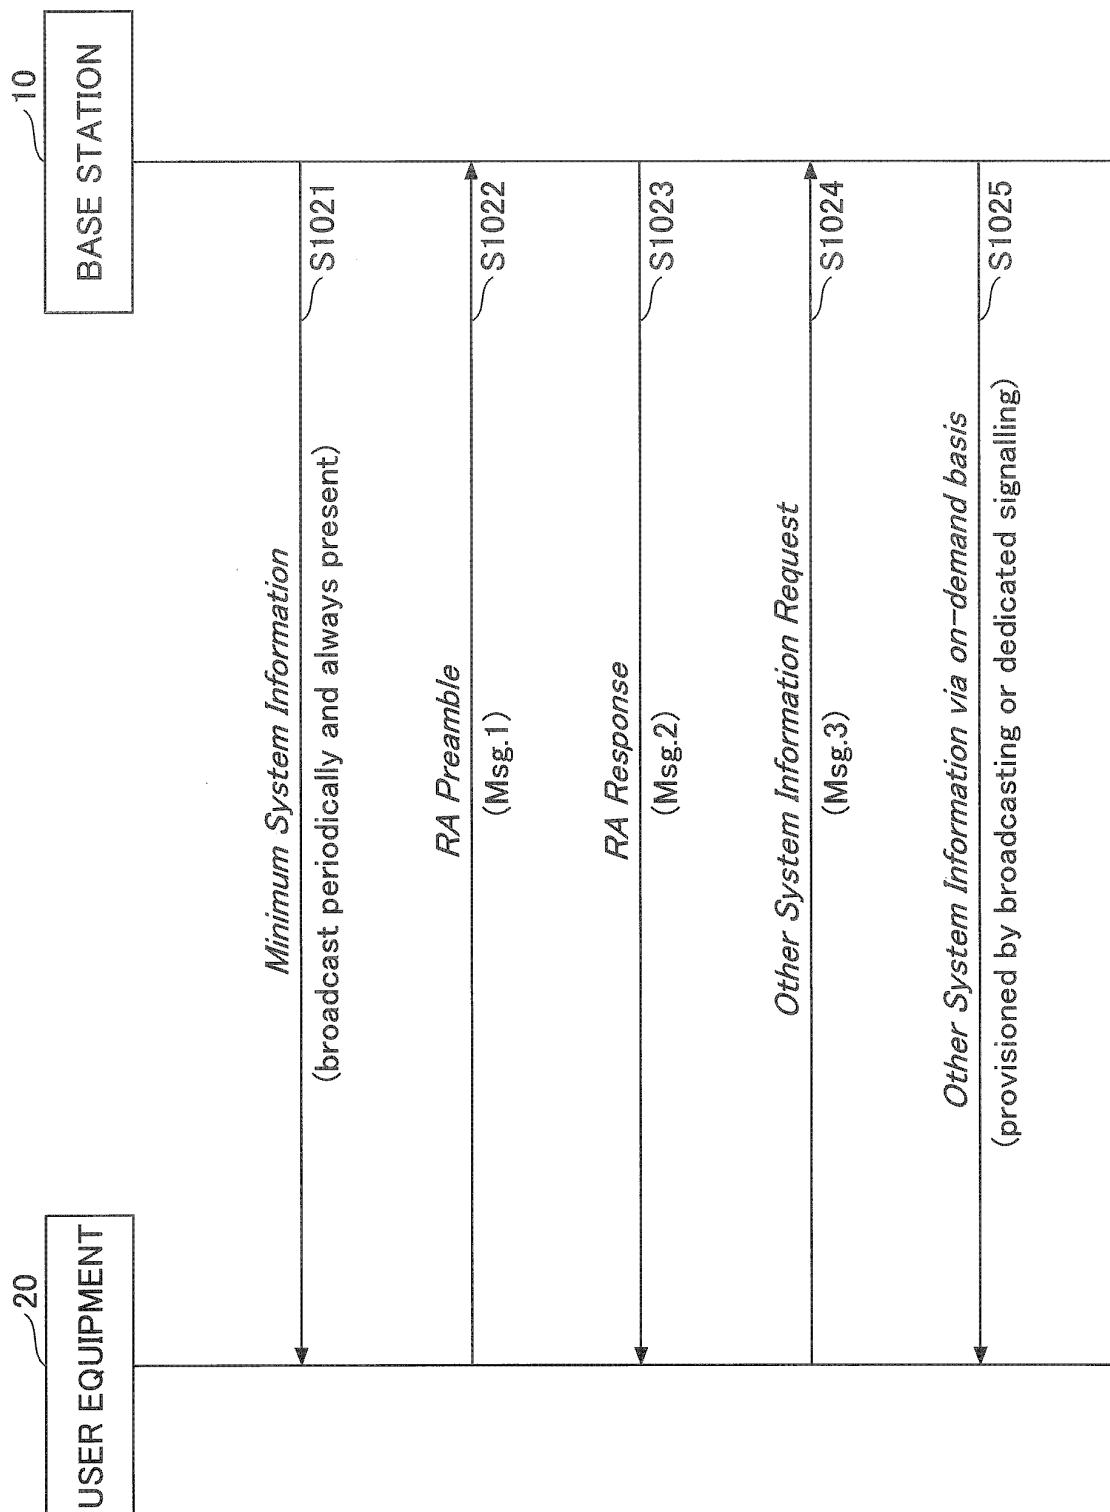 20
USER EQUIPMENT
10
BASE STATION
Minimum System Information
(broadcast periodically and always present)
S1021
RA Preamble
(Msg.1)
S1022
RA Response
(Msg.2)
S1023
Other System Information Request
(Msg.3)
S1024
Other System Information via on-demand basis
(provisioned by broadcasting or dedicated signalling)
S1025